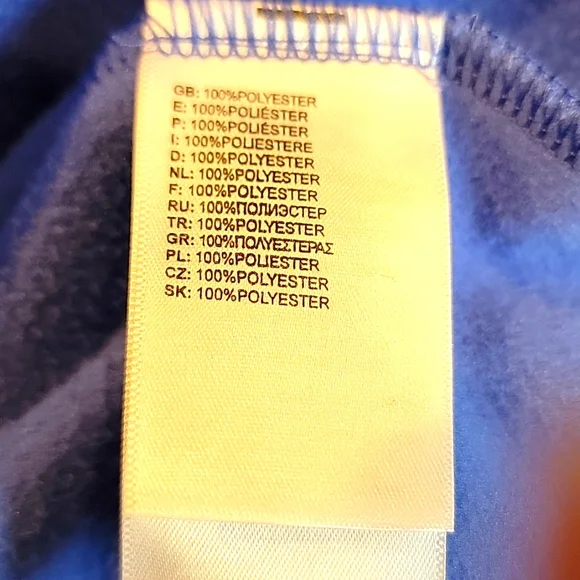 GB: 100%POLYESTER
E: 100%POLIÉSTER
P: 100%POLIÉSTER
I: 100%POLIESTERE
D: 100%POLYESTER
NL: 100%POLYESTER
F: 100%POLYESTER
RU: 100%ПОЛИЭСТЕР
TR: 100%POLYESTER
GR: 100%ΠΟΛΥΕΣΤΕΡΑΣ
PL: 100%POLIESTER
CZ: 100%POLYESTER
SK: 100%POLYESTER